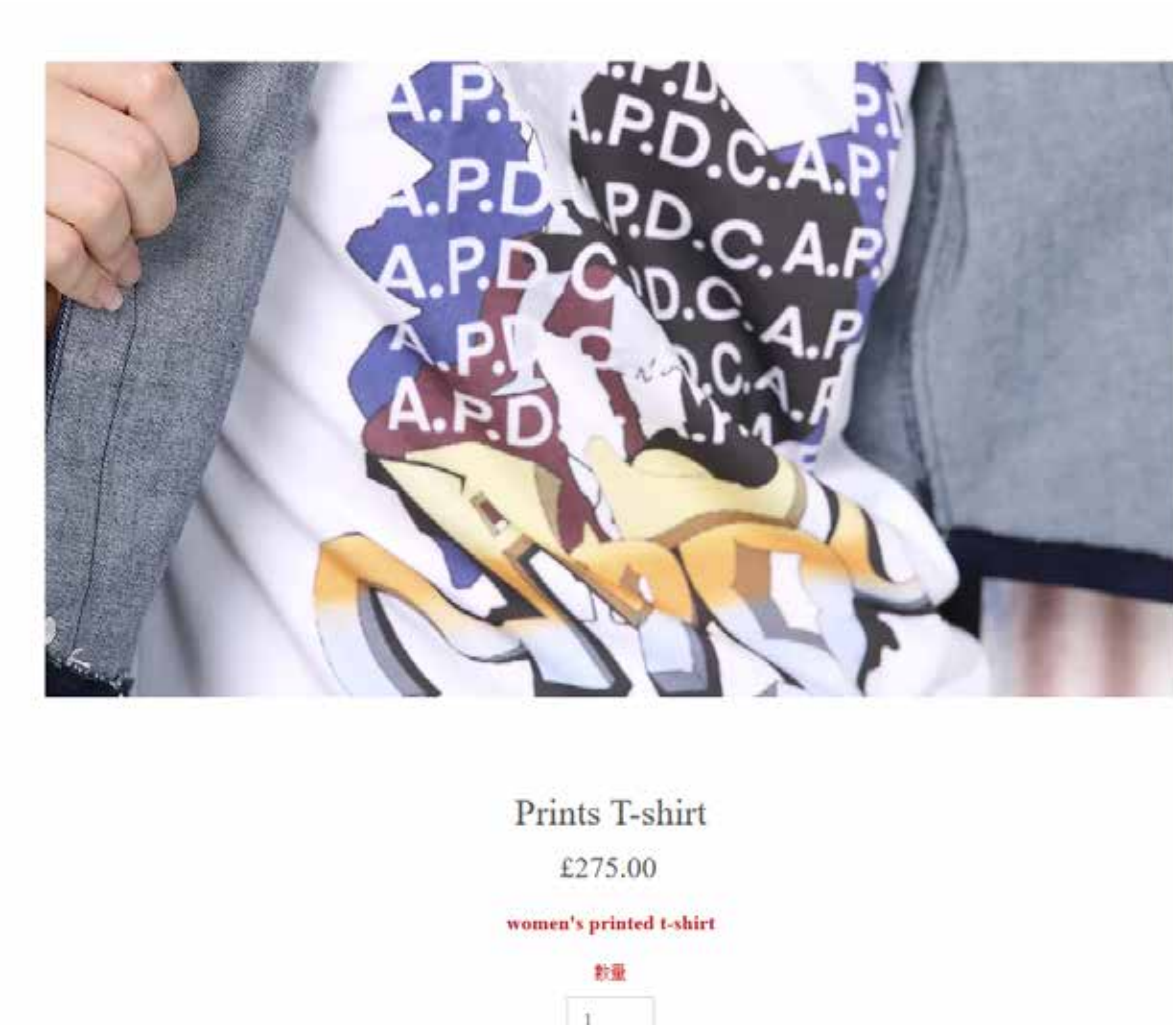 A.P.
.P.D.
P.
A.P.D.C.A.P.
A.P.D
P.D.C.A.P.
A.P.D.C
D.C.A.P
A.P.D
.C.A.P
A.P.D
Prints T-shirt
£275.00
women's printed t-shirt
數量
1